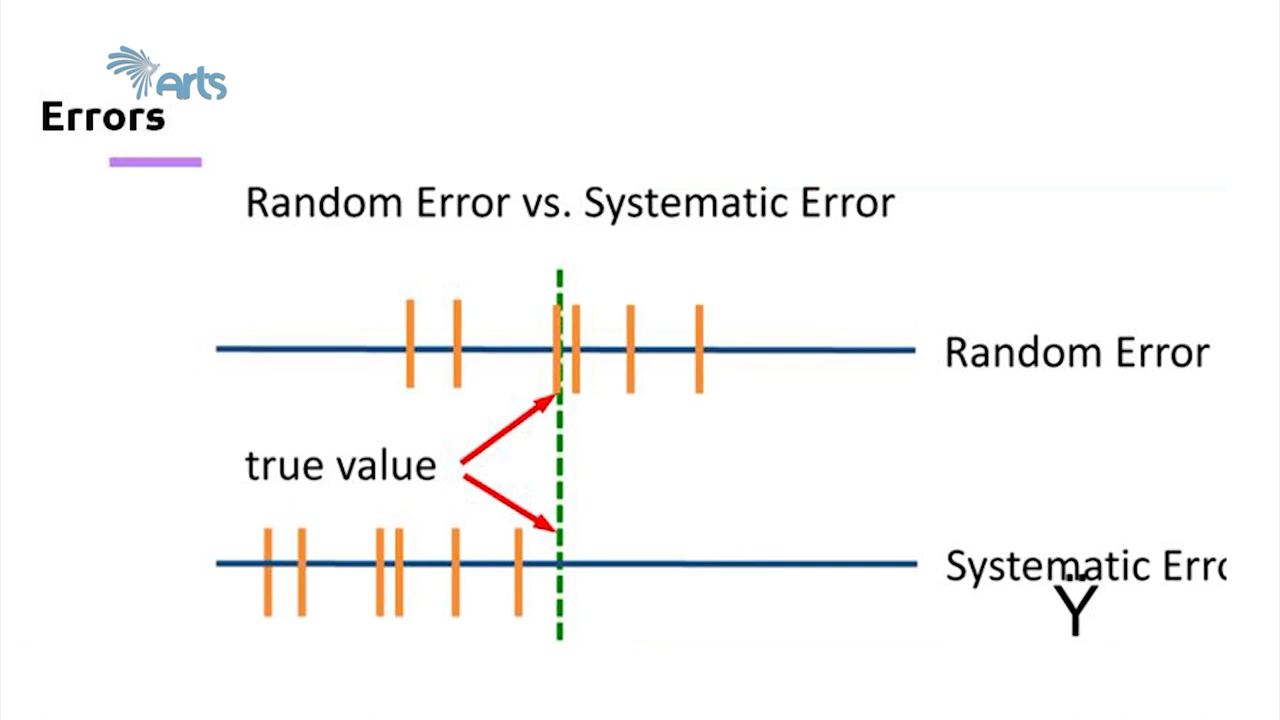 arts
Errors
Random Error vs. Systematic Error
Random Error
true value
Systematic Erro
Ÿ